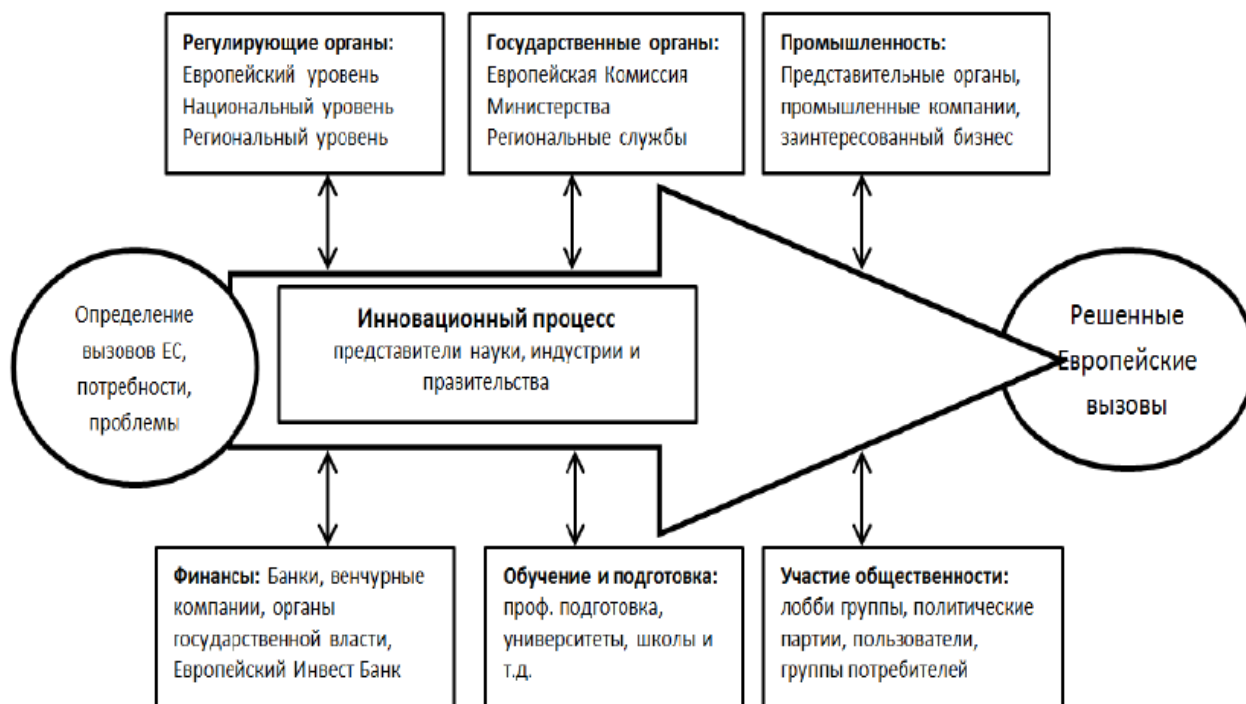 Регулирующие органы:
Европейский уровень
Национальный уровень
Региональный уровень
Государственные органы:
Европейская Комиссия
Министерства
Региональные службы
Промышленность:
Представительные органы,
промышленные компании,
заинтересованный бизнес
Определение
вызовов ЕС,
потребности,
проблемы
Инновационный процесс
представители науки, индустрии и
правительства
Решенные
Европейские
вызовы
Финансы: Банки, венчурные
компании, органы
государственной власти,
Европейский Инвест Банк
Обучение и подготовка:
проф. подготовка,
университеты, школы и
т.д.
Участие общественности:
лобби группы, политические
партии, пользователи,
группы потребителей